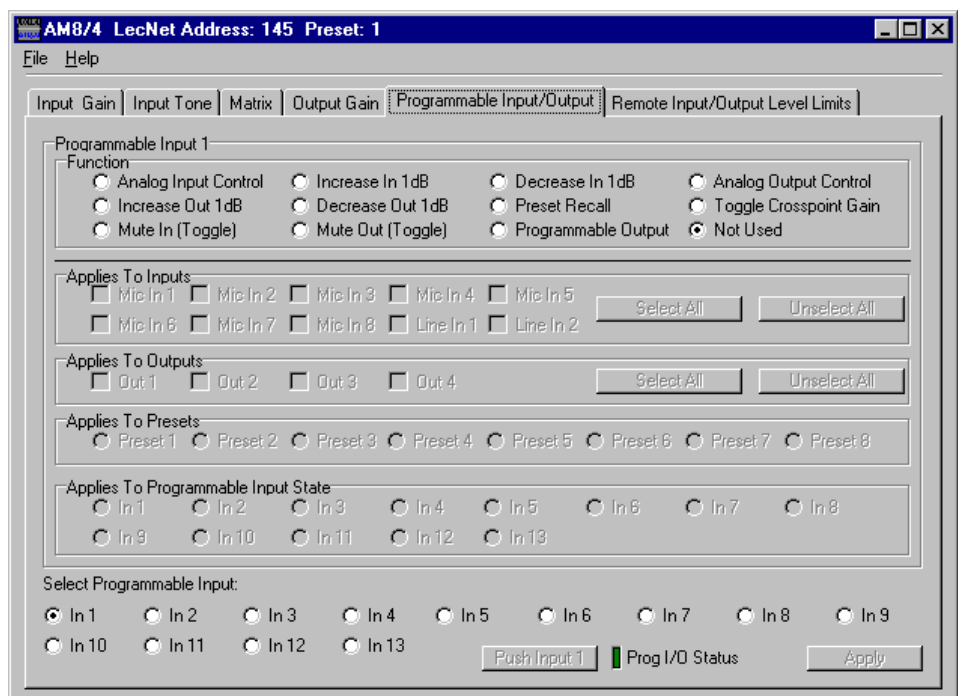 AM8/4 LecNet Address: 145 Preset: 1
File Help
Input Gain Input Tone Matrix Output Gain Programmable Input/Output Remote Input/Output Level Limits
Programmable Input 1
Function
Analog Input Control Increase In 1dB Decrease In 1dB Analog Output Control
Increase Out 1dB Decrease Out 1dB Preset Recall Toggle Crosspoint Gain
Mute In (Toggle) Mute Out (Toggle) Programmable Output Not Used
Applies To Inputs
Mic In 1 Mic In 2 Mic In 3 Mic In 4 Mic In 5
Select All Unselect All
Mic In 6 Mic In 7 Mic In 8 Line In 1 Line In 2
Applies To Outputs
Out 1 Out 2 Out 3 Out 4 Select All Unselect All
Applies To Presets
Preset 1 Preset 2 Preset 3 Preset 4 Preset 5 Preset 6 Preset 7 Preset 8
Applies To Programmable Input State
In 1 In 2 In 3 In 4 In 5 In 6 In 7 In 8
In 9 In 10 In 11 In 12 In 13
Select Programmable Input:
In 1 In 2 In 3 In 4 In 5 In 6 In 7 In 8 In 9
In 10 In 11 In 12 In 13
Push Input 1 Prog I/O Status Apply